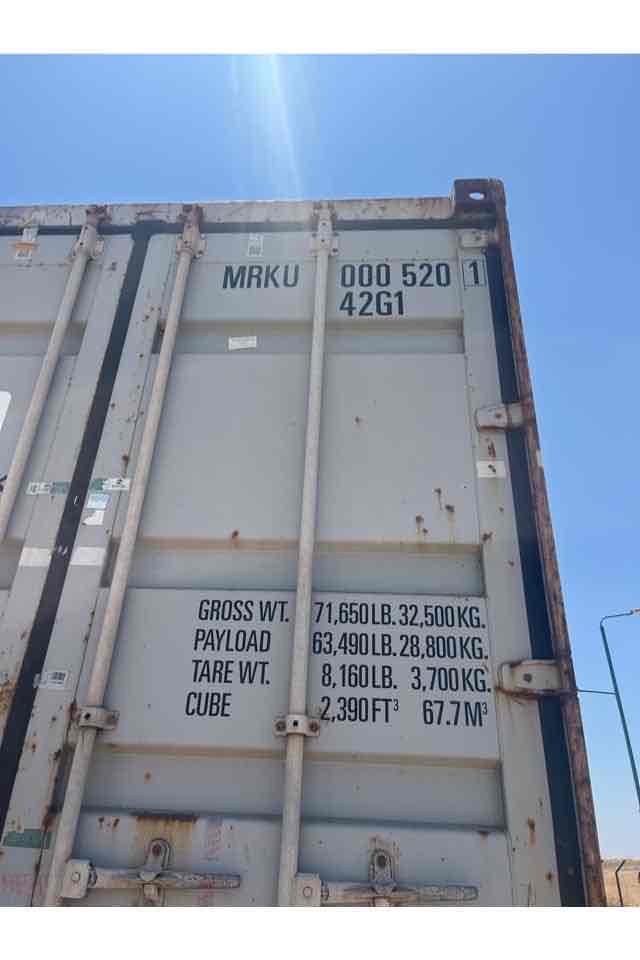 MRKU 000 520 1
42G1
GROSS WT. 71,650 LB. 32,500 KG.
PAYLOAD 63,490 LB. 28,800 KG.
TARE WT. 8,160 LB. 3,700 KG.
CUBE 2,390 FT³ 67.7 M³